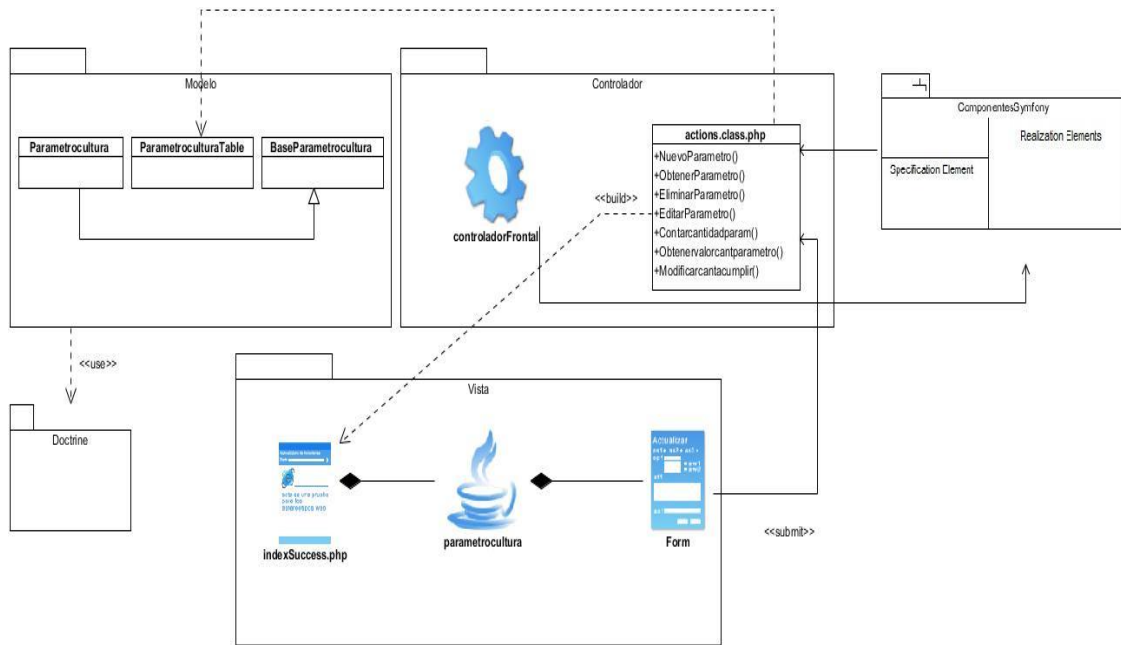 Modelo
Parametrocultura
ParametroculturaTable
BaseParametrocultura
Controlador
controladorFrontal
actions.class.php
+NuevoParametro()
+ObtenerParametro()
+EliminarParametro()
+EditarParametro()
+Contarcantidadparam()
+Obtenervalorcantparametro()
+Modificarcantacumplir()
ComponentesSymfony
Realization Elements
Specification Element
<<build>>
<<use>>
Doctrine
Vista
indexSuccess.php
parametrocultura
Actualizar
Form
<<submit>>